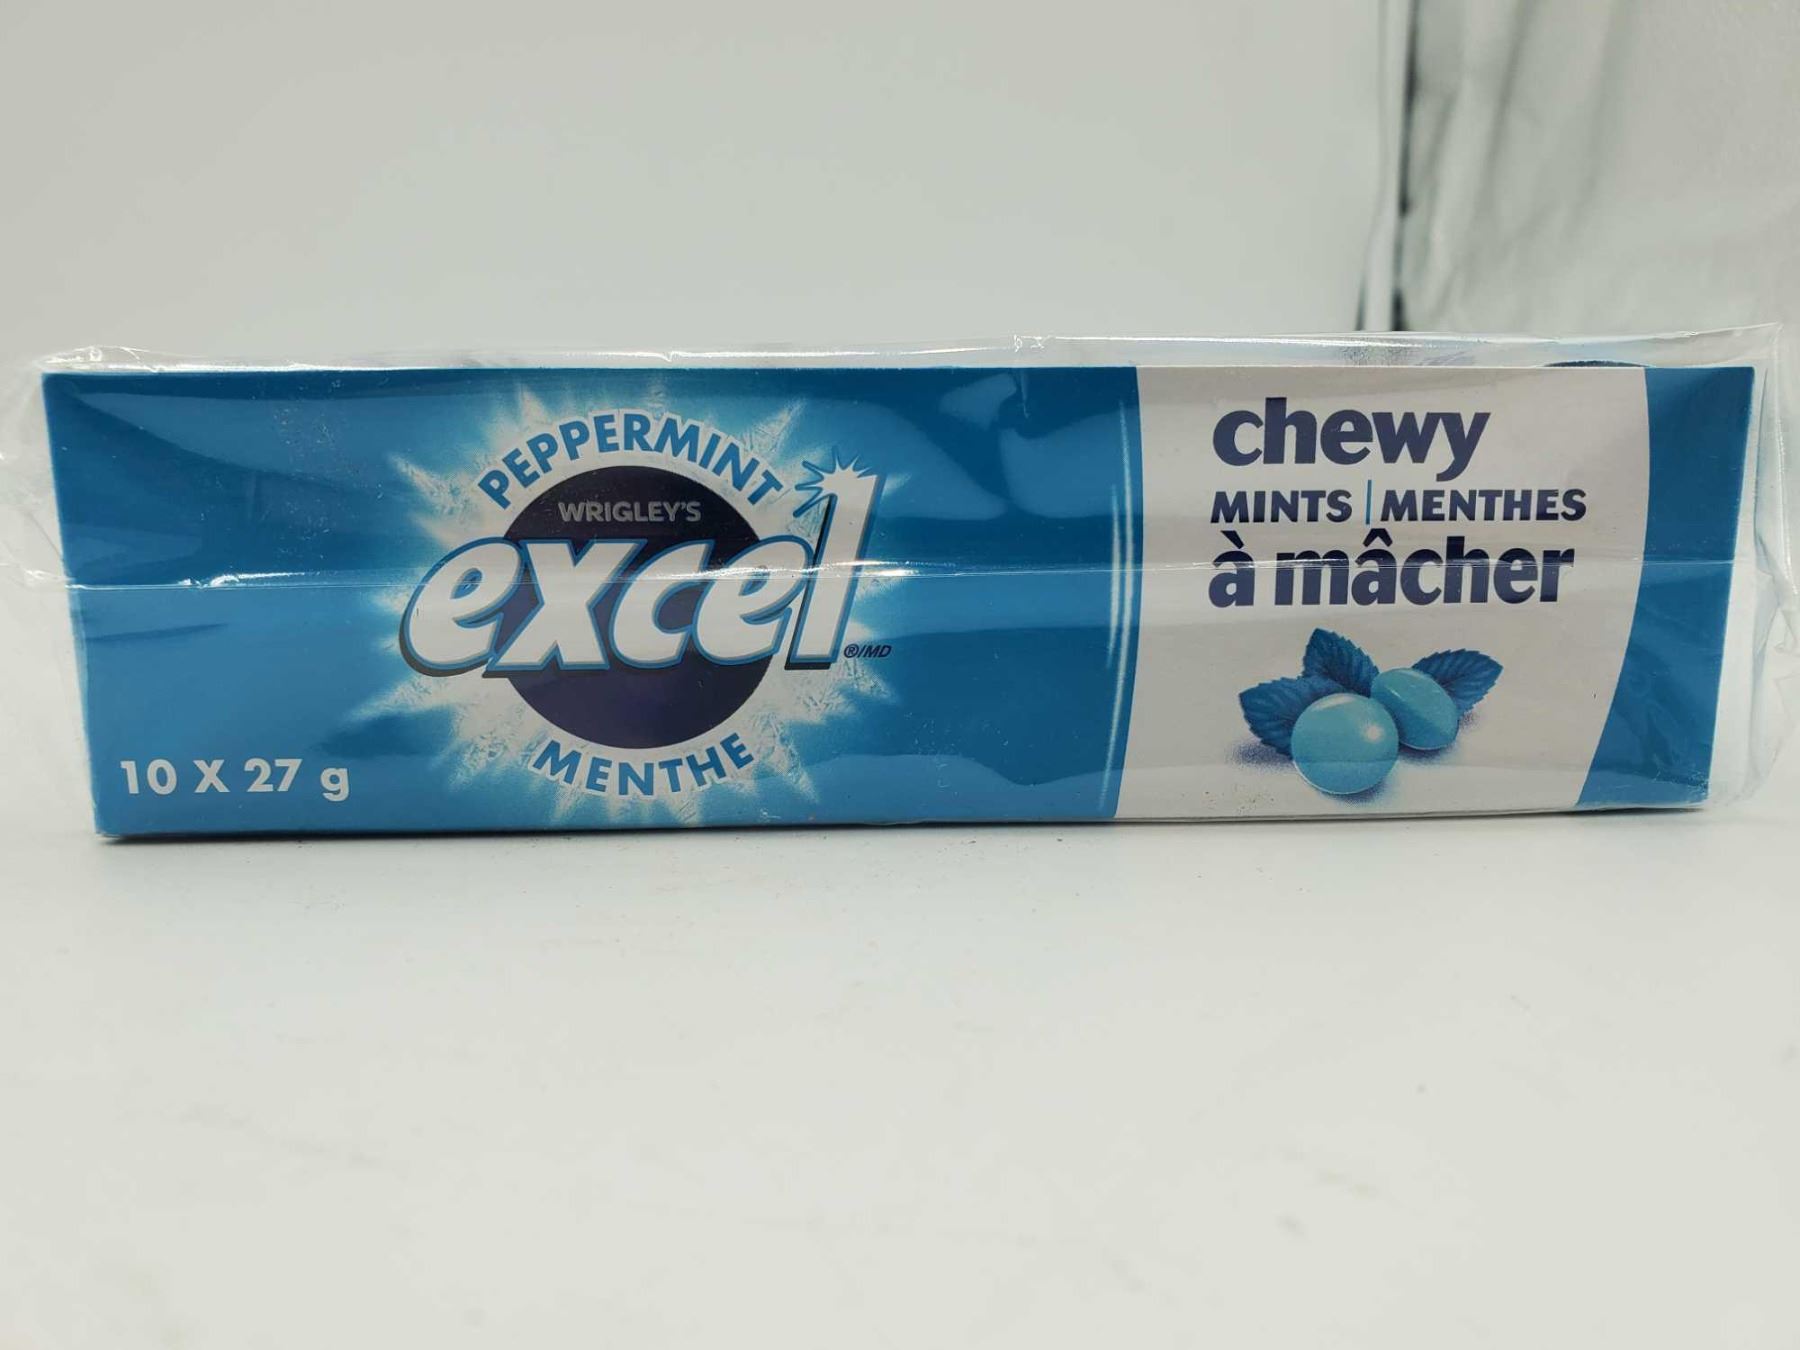 PEPPERMINT
WRIGLEY'S
excel
®/MD
MENTHE
10 X 27 g
chewy
MINTS | MENTHES
à mâcher